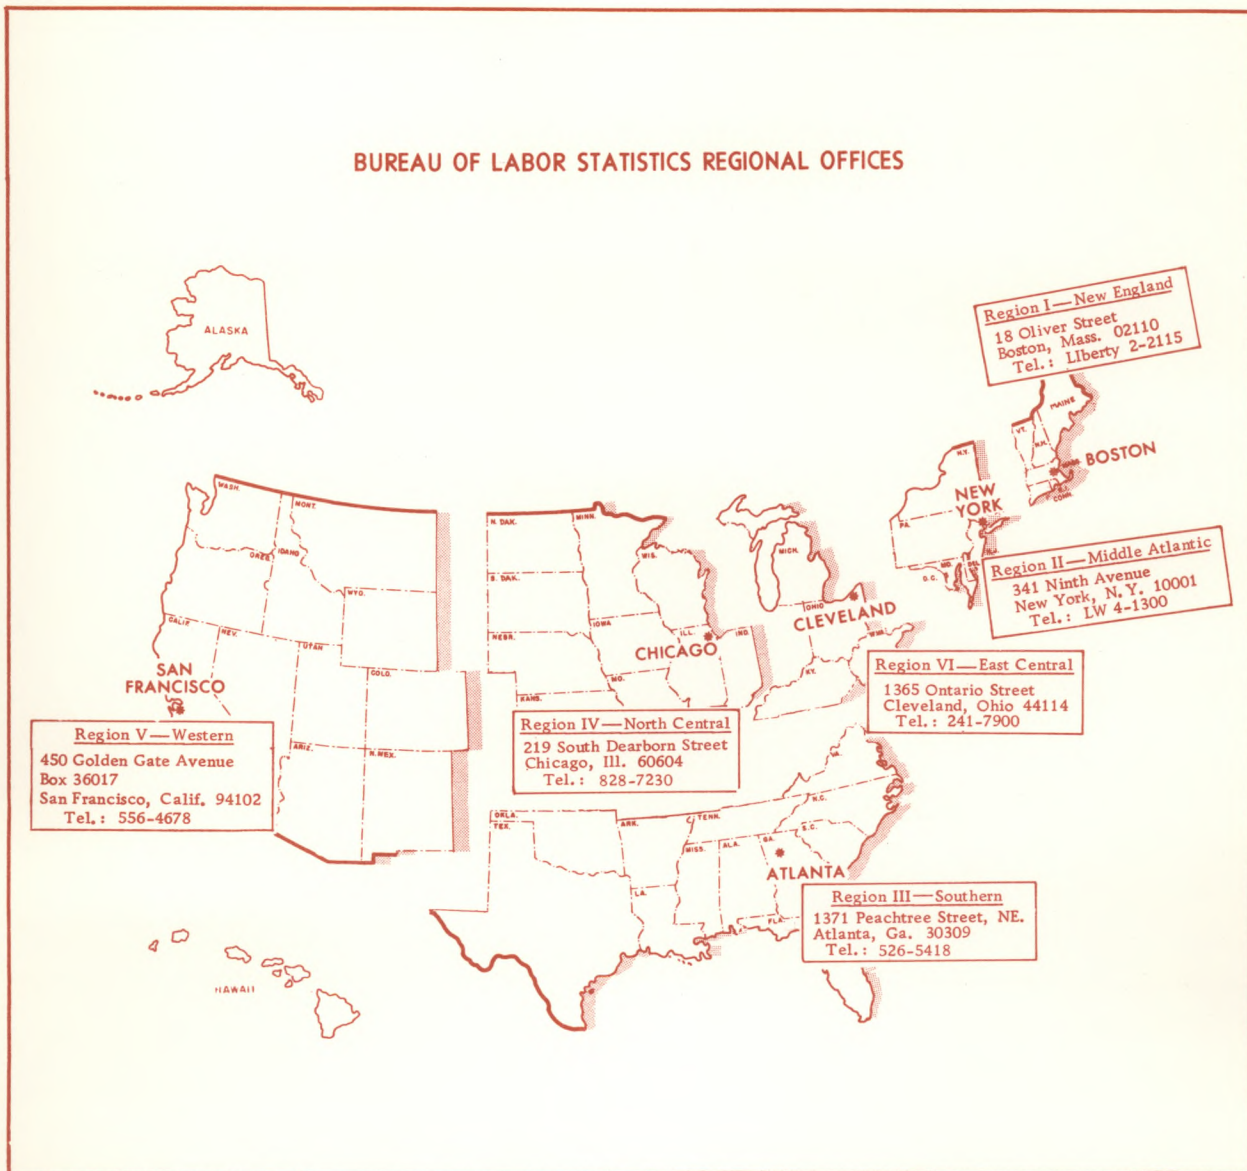 BUREAU OF LABOR STATISTICS REGIONAL OFFICES
ALASKA
Region I—New England
18 Oliver Street
Boston, Mass. 02110
Tel.: LIberty 2-2115
MAINE
VT.
N.H.
MASS.
BOSTON
R.I.
CONN.
N.Y.
NEW
YORK
PA.
N.J.
MD.
DEL.
D.C.
Region II—Middle Atlantic
341 Ninth Avenue
New York, N. Y. 10001
Tel.: LW 4-1300
WASH.
MONT.
OREG.
IDAHO
WYO.
CALIF.
NEV.
UTAH
COLO.
ARIZ.
N.MEX.
SAN
FRANCISCO
Region V—Western
450 Golden Gate Avenue
Box 36017
San Francisco, Calif. 94102
Tel.: 556-4678
N. DAK.
MINN.
S. DAK.
WIS.
IOWA
NEBR.
ILL.
IND.
CHICAGO
MO.
KANS.
Region IV—North Central
219 South Dearborn Street
Chicago, Ill. 60604
Tel.: 828-7230
MICH.
OHIO
CLEVELAND
W.VA.
KY.
Region VI—East Central
1365 Ontario Street
Cleveland, Ohio 44114
Tel.: 241-7900
OKLA.
TEX.
ARK.
TENN.
N.C.
S.C.
MISS.
ALA.
GA.
LA.
FLA.
ATLANTA
Region III—Southern
1371 Peachtree Street, NE.
Atlanta, Ga. 30309
Tel.: 526-5418
HAWAII